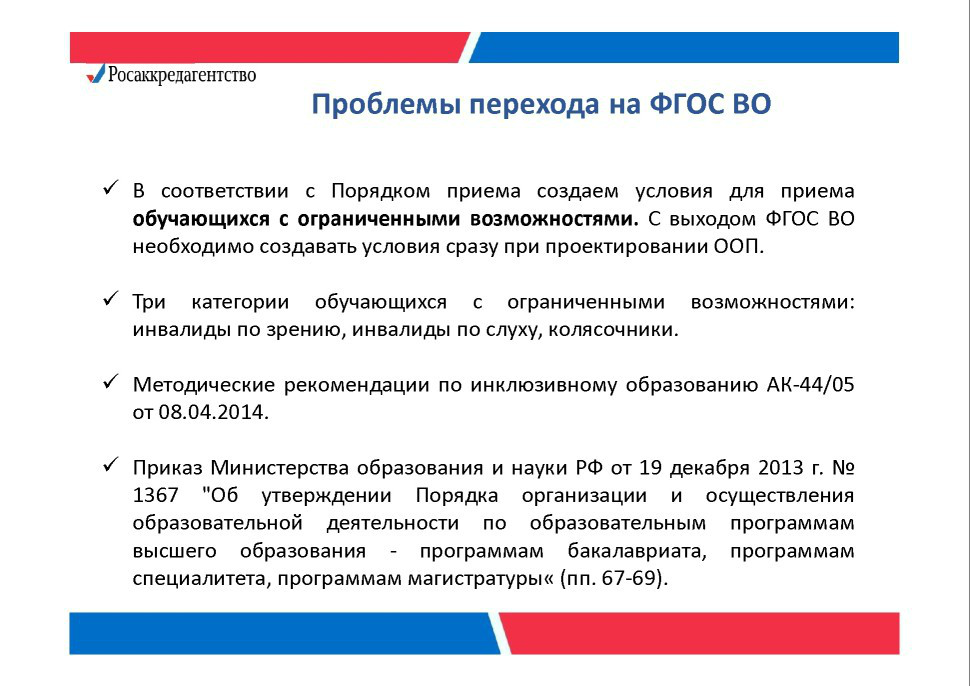 Росаккредагентство
Проблемы перехода на ФГОС ВО
В соответствии с Порядком приема создаем условия для приема
обучающихся с ограниченными возможностями. С выходом ФГОС ВО
необходимо создавать условия сразу при проектировании ООП.
Три категории обучающихся с ограниченными возможностями:
инвалиды по зрению, инвалиды по слуху, колясочники.
Методические рекомендации по инклюзивному образованию АК-44/05
от 08.04.2014.
Приказ Министерства образования и науки РФ от 19 декабря 2013 г. №
1367 "Об утверждении Порядка организации и осуществления
образовательной деятельности по образовательным программам
высшего образования - программам бакалавриата, программам
специалитета, программам магистратуры« (пп. 67-69).